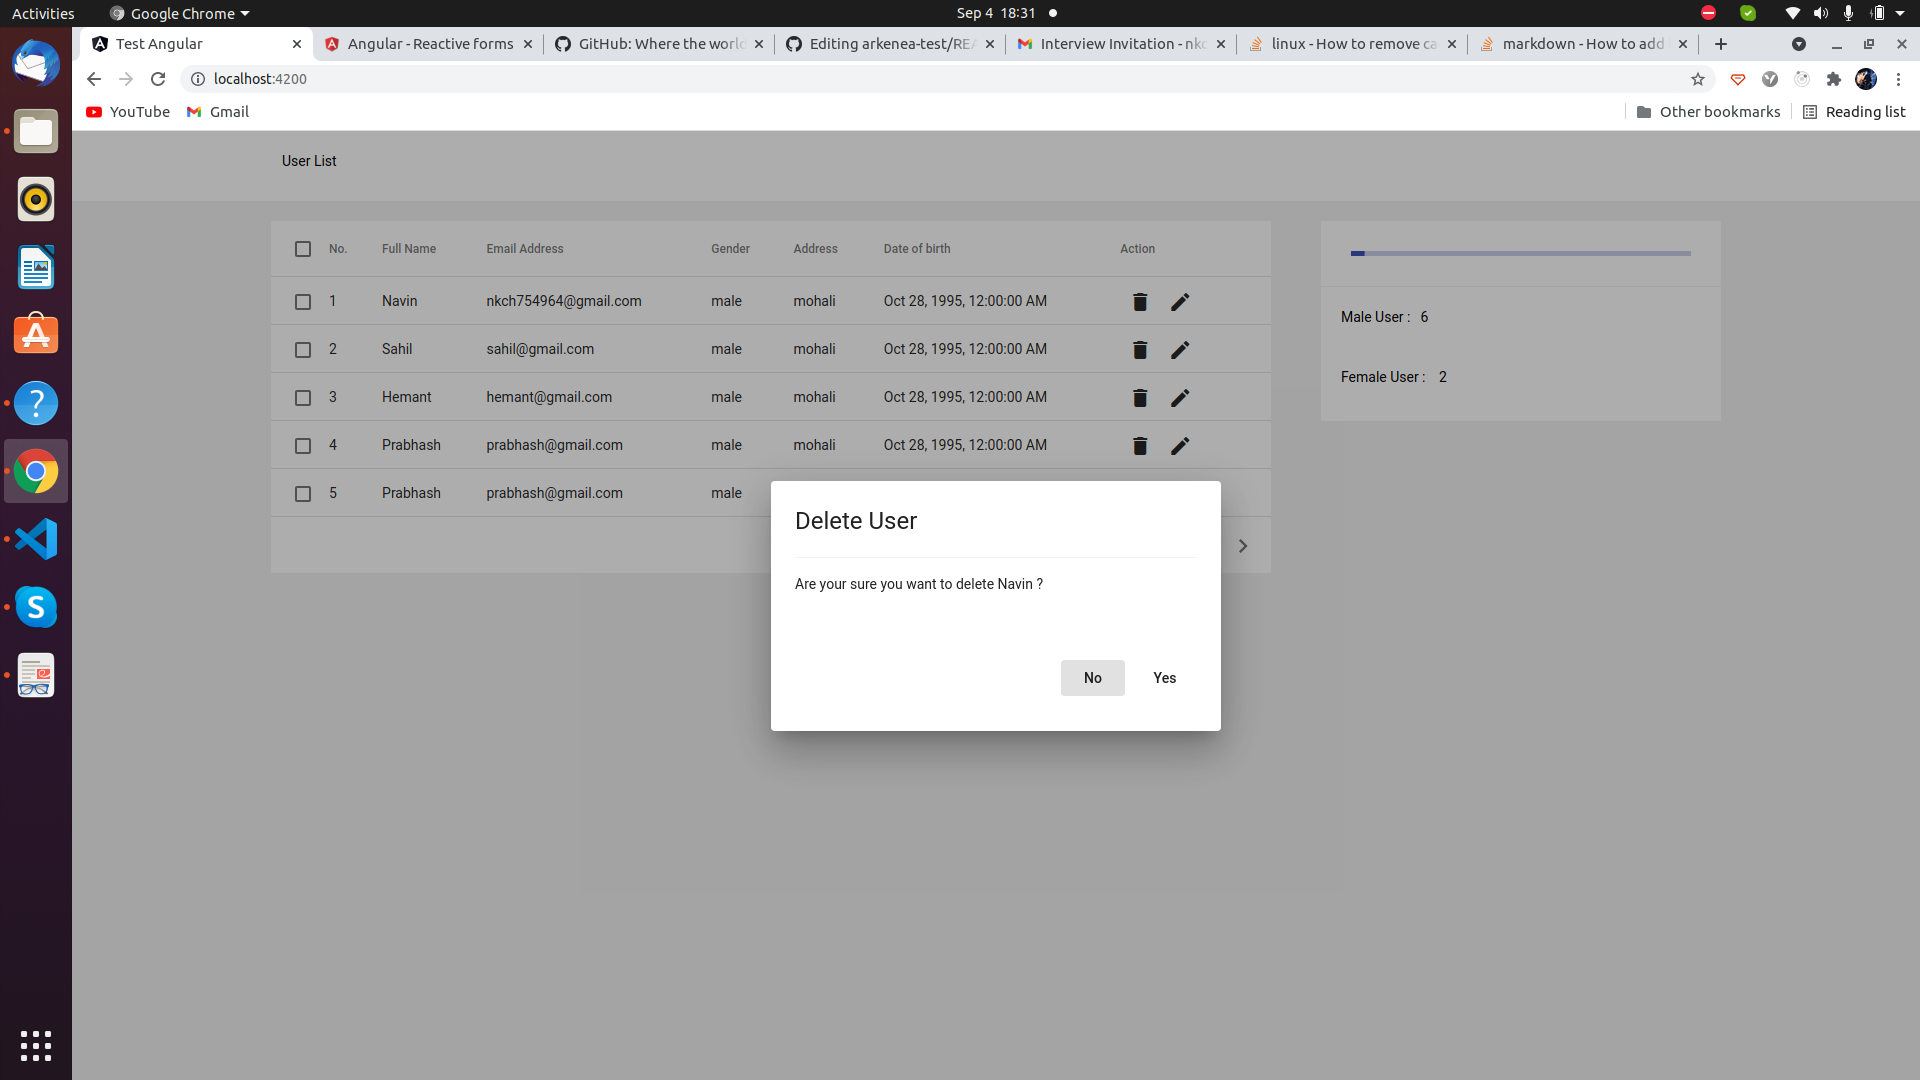 Activities Google Chrome Sep 4 18:31
Test Angular Angular - Reactive forms GitHub: Where the world Editing arkenea-test/REA Interview Invitation - nkc linux - How to remove ca markdown - How to add
localhost:4200
YouTube Gmail Other bookmarks Reading list
User List
No. Full Name Email Address Gender Address Date of birth Action
1 Navin nkch754964@gmail.com male mohali Oct 28, 1995, 12:00:00 AM
2 Sahil sahil@gmail.com male mohali Oct 28, 1995, 12:00:00 AM
3 Hemant hemant@gmail.com male mohali Oct 28, 1995, 12:00:00 AM
4 Prabhash prabhash@gmail.com male mohali Oct 28, 1995, 12:00:00 AM
5 Prabhash prabhash@gmail.com male
Male User : 6
Female User : 2
Delete User
Are your sure you want to delete Navin ?
No Yes